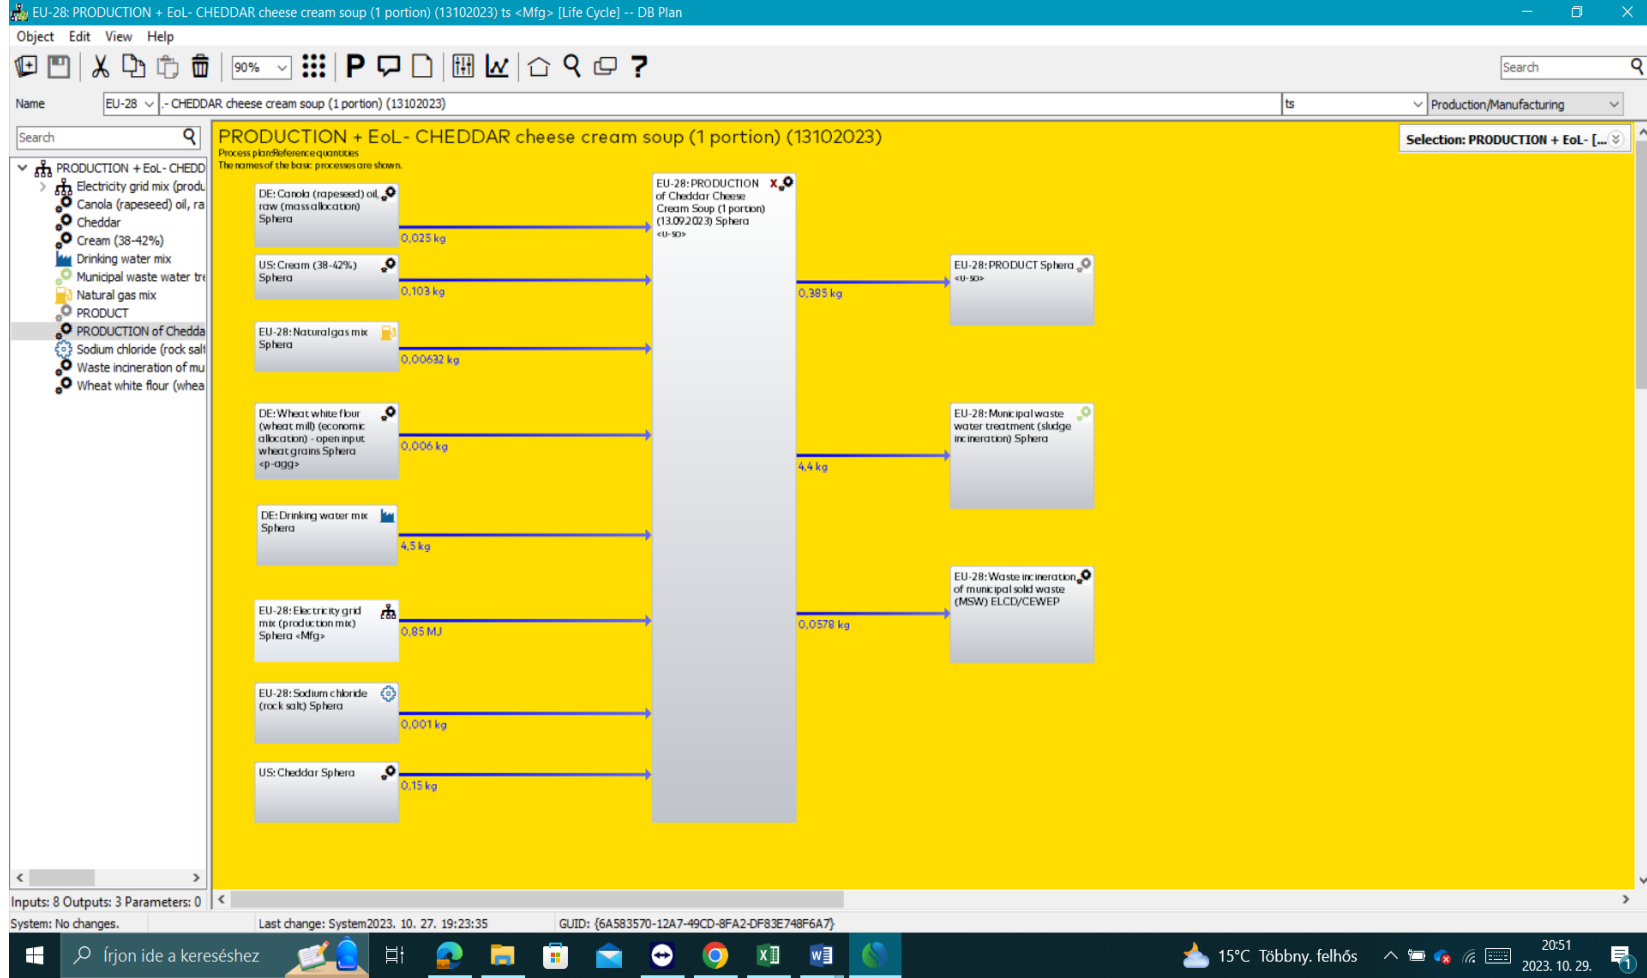 EU-28: PRODUCTION + EoL- CHEDDAR cheese cream soup (1 portion) (13102023) ts <Mfg> [Life Cycle] -- DB Plan
Object Edit View Help
90% P ? Search
Name EU-28 .- CHEDDAR cheese cream soup (1 portion) (13102023) ts Production/Manufacturing
Search
PRODUCTION + EoL- CHEDD
Electricity grid mix (produ
Canola (rapeseed) oil, ra
Cheddar
Cream (38-42%)
Drinking water mix
Municipal waste water tre
Natural gas mix
PRODUCT
PRODUCTION of Chedda
Sodium chloride (rock salt
Waste incineration of mu
Wheat white flour (whea
Inputs: 8 Outputs: 3 Parameters: 0
PRODUCTION + EoL- CHEDDAR cheese cream soup (1 portion) (13102023)
Process plan:Reference quantities
The names of the basic processes are shown.
Selection: PRODUCTION + EoL- [...
DE: Canola (rapeseed) oil,
raw (mass allocation)
Sphera
0,025 kg
US: Cream (38-42%)
Sphera
0,103 kg
EU-28: Natural gas mix
Sphera
0,00632 kg
DE: Wheat white flour
(wheat mill) (economic
allocation) - open input
wheat grains Sphera
<p-agg>
0,006 kg
DE: Drinking water mix
Sphera
4,5 kg
EU-28: Electricity grid
mix (production mix)
Sphera <Mfg>
0,85 MJ
EU-28: Sodium chloride
(rock salt) Sphera
0,001 kg
US: Cheddar Sphera
0,15 kg
EU-28: PRODUCTION X
of Cheddar Cheese
Cream Soup (1 portion)
(13.09.2023) Sphera
<u-so>
0,385 kg
EU-28: PRODUCT Sphera
<u-so>
4,4 kg
EU-28: Municipal waste
water treatment (sludge
incineration) Sphera
0,0578 kg
EU-28: Waste incineration
of municipal solid waste
(MSW) ELCD/CEWEP
System: No changes. Last change: System2023. 10. 27. 19:23:35 GUID: {6A583570-12A7-49CD-8FA2-DF83E748F6A7}
Írjon ide a kereséshez 15°C Többny. felhős 20:51
2023. 10. 29. 1